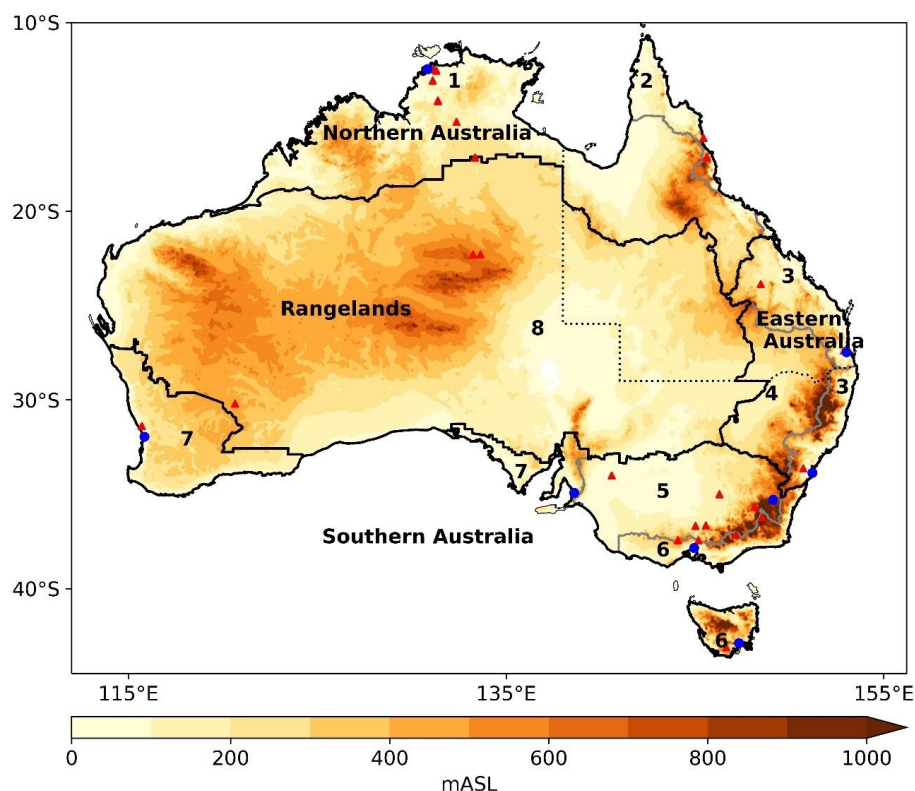 10°S
1
2
Northern Australia
20°S
3
Rangelands
8
Eastern
Australia
30°S
4
3
7
7
5
Southern Australia
6
40°S
6
115°E
135°E
155°E
0
200
400
600
800
1000
mASL